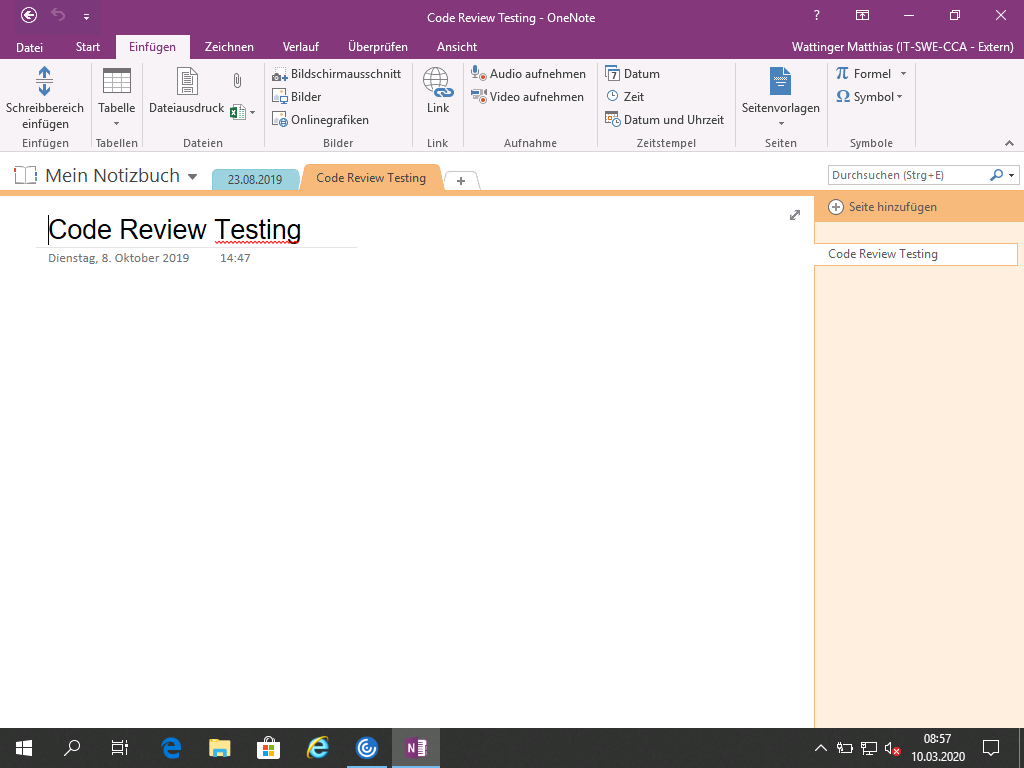 Code Review Testing - OneNote
?
Datei Start Einfügen Zeichnen Verlauf Überprüfen Ansicht Wattinger Matthias (IT-SWE-CCA - Extern)
Schreibbereich einfügen
Tabelle
Dateiausdruck
Bildschirmausschnitt
Bilder
Onlinegrafiken
Link
Audio aufnehmen
Video aufnehmen
Datum
Zeit
Datum und Uhrzeit
Seitenvorlagen
π Formel
Ω Symbol
Einfügen Tabellen Dateien Bilder Link Aufnahme Zeitstempel Seiten Symbole
Mein Notizbuch 23.08.2019 Code Review Testing + Durchsuchen (Strg+E)
Seite hinzufügen
Code Review Testing
Dienstag, 8. Oktober 2019 14:47
Code Review Testing
08:57
10.03.2020